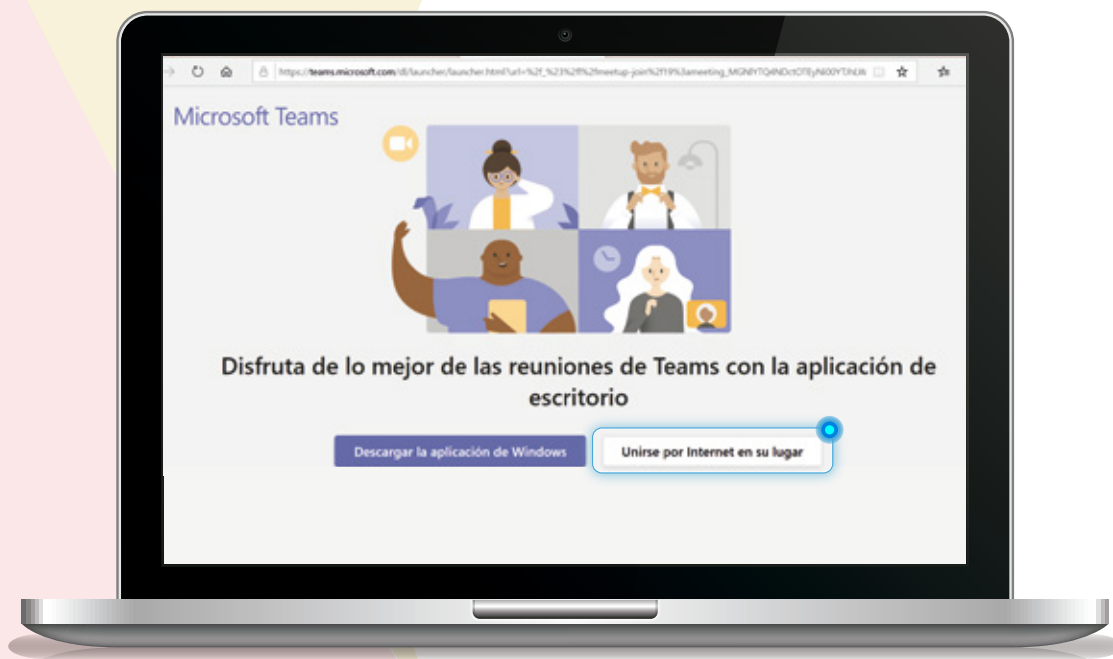 https://teams.microsoft.com/dl/launcher/launcher.html?url=%2f_%23%2fl%2fmeetup-join%2f19%3ameeting_
Microsoft Teams
Disfruta de lo mejor de las reuniones de Teams con la aplicación de
escritorio
Descargar la aplicación de Windows
Unirse por Internet en su lugar